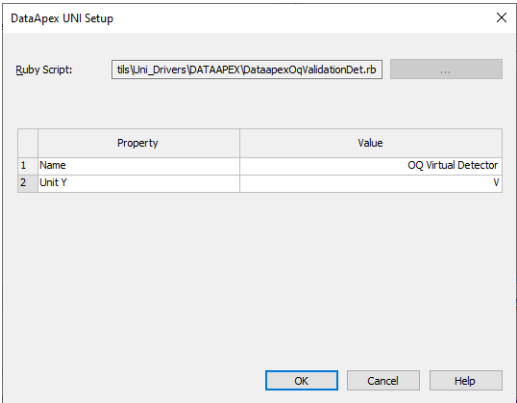 DataApex UNI Setup
Ruby Script: tils\Uni_Drivers\DATAAPEX\DataapexOqValidationDet.rb ...
Property Value
1 Name OQ Virtual Detector
2 Unit Y V
OK Cancel Help